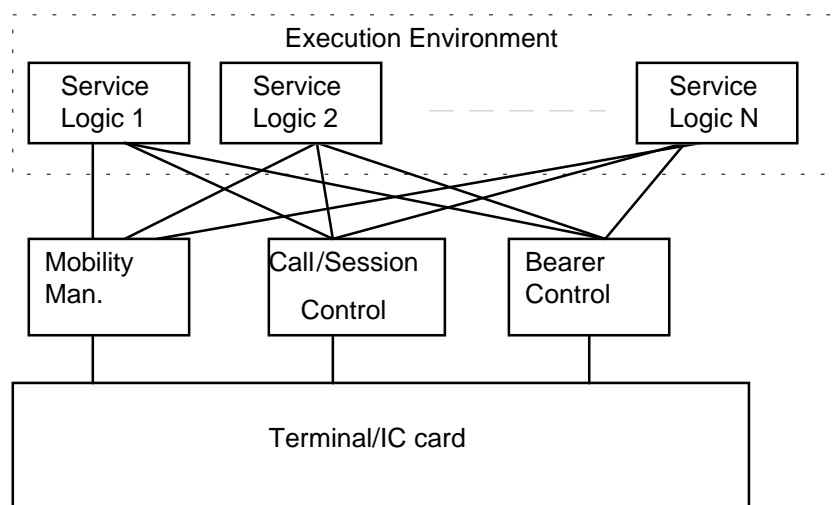 Execution Environment
Service
Logic 1
Service
Logic 2
Service
Logic N
Mobility
Man.
Call/Session
Control
Bearer
Control
Terminal/IC card